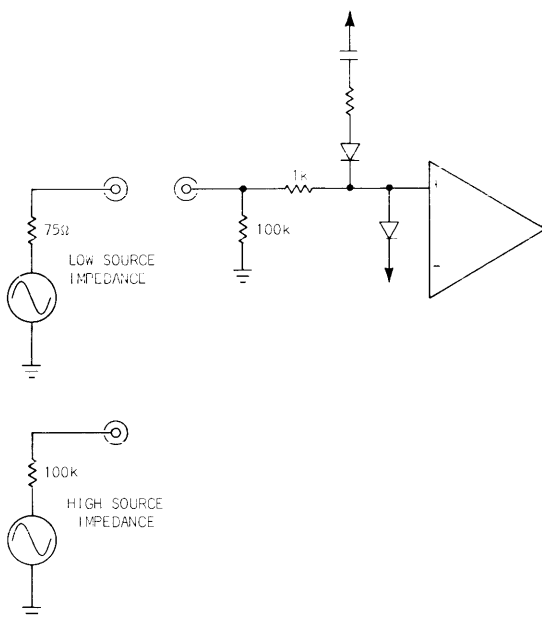 1k
75Ω
100k
LOW SOURCE
IMPEDANCE
+
−
100k
HIGH SOURCE
IMPEDANCE